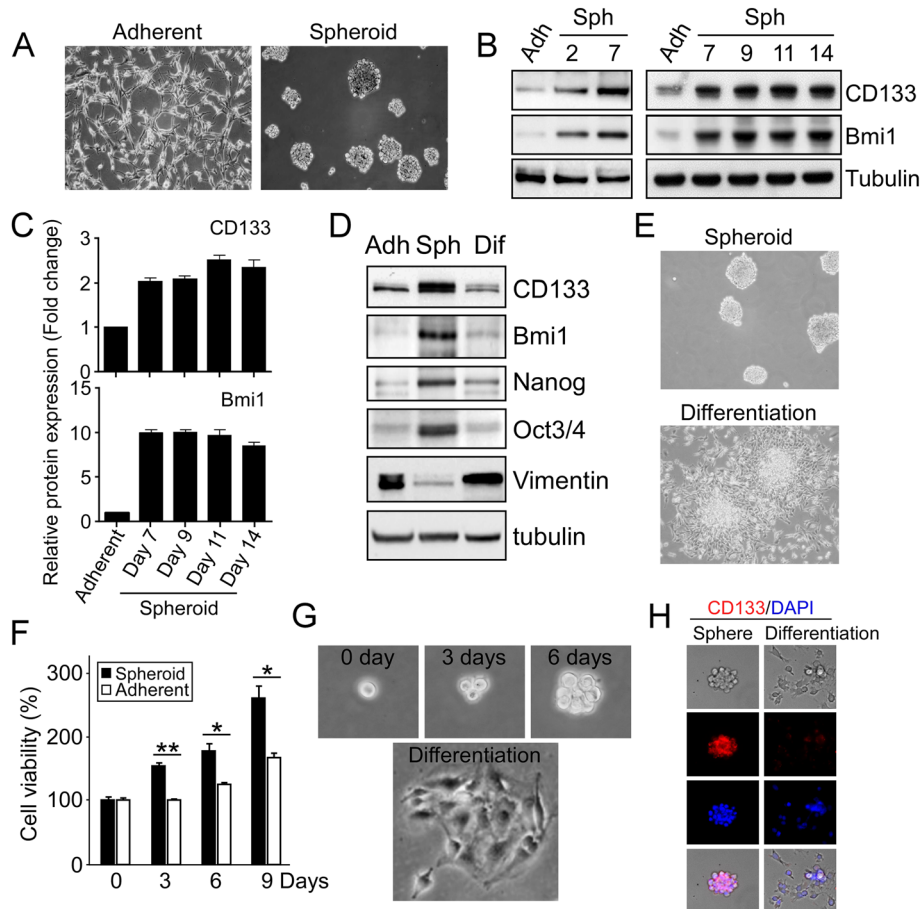 A
Adherent
Spheroid
B
Adh
Sph
2 7
Adh
Sph
7 9 11 14
CD133
Bmi1
Tubulin
C
Relative protein expression (Fold change)
CD133
3
2
1
0
Bmi1
15
10
5
0
Adherent
Day 7
Day 9
Day 11
Day 14
Spheroid
D
Adh Sph Dif
CD133
Bmi1
Nanog
Oct3/4
Vimentin
tubulin
E
Spheroid
Differentiation
F
Cell viability (%)
300
200
100
0
Spheroid
Adherent
**
*
*
0 3 6 9 Days
G
0 day
3 days
6 days
Differentiation
H
CD133/DAPI
Sphere Differentiation